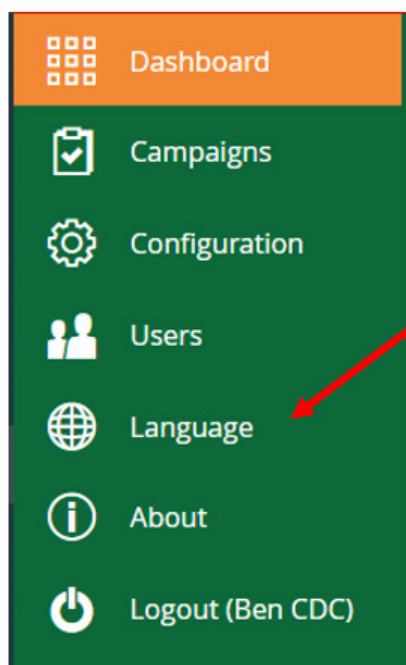 Dashboard
Campaigns
Configuration
Users
Language
About
Logout (Ben CDC)